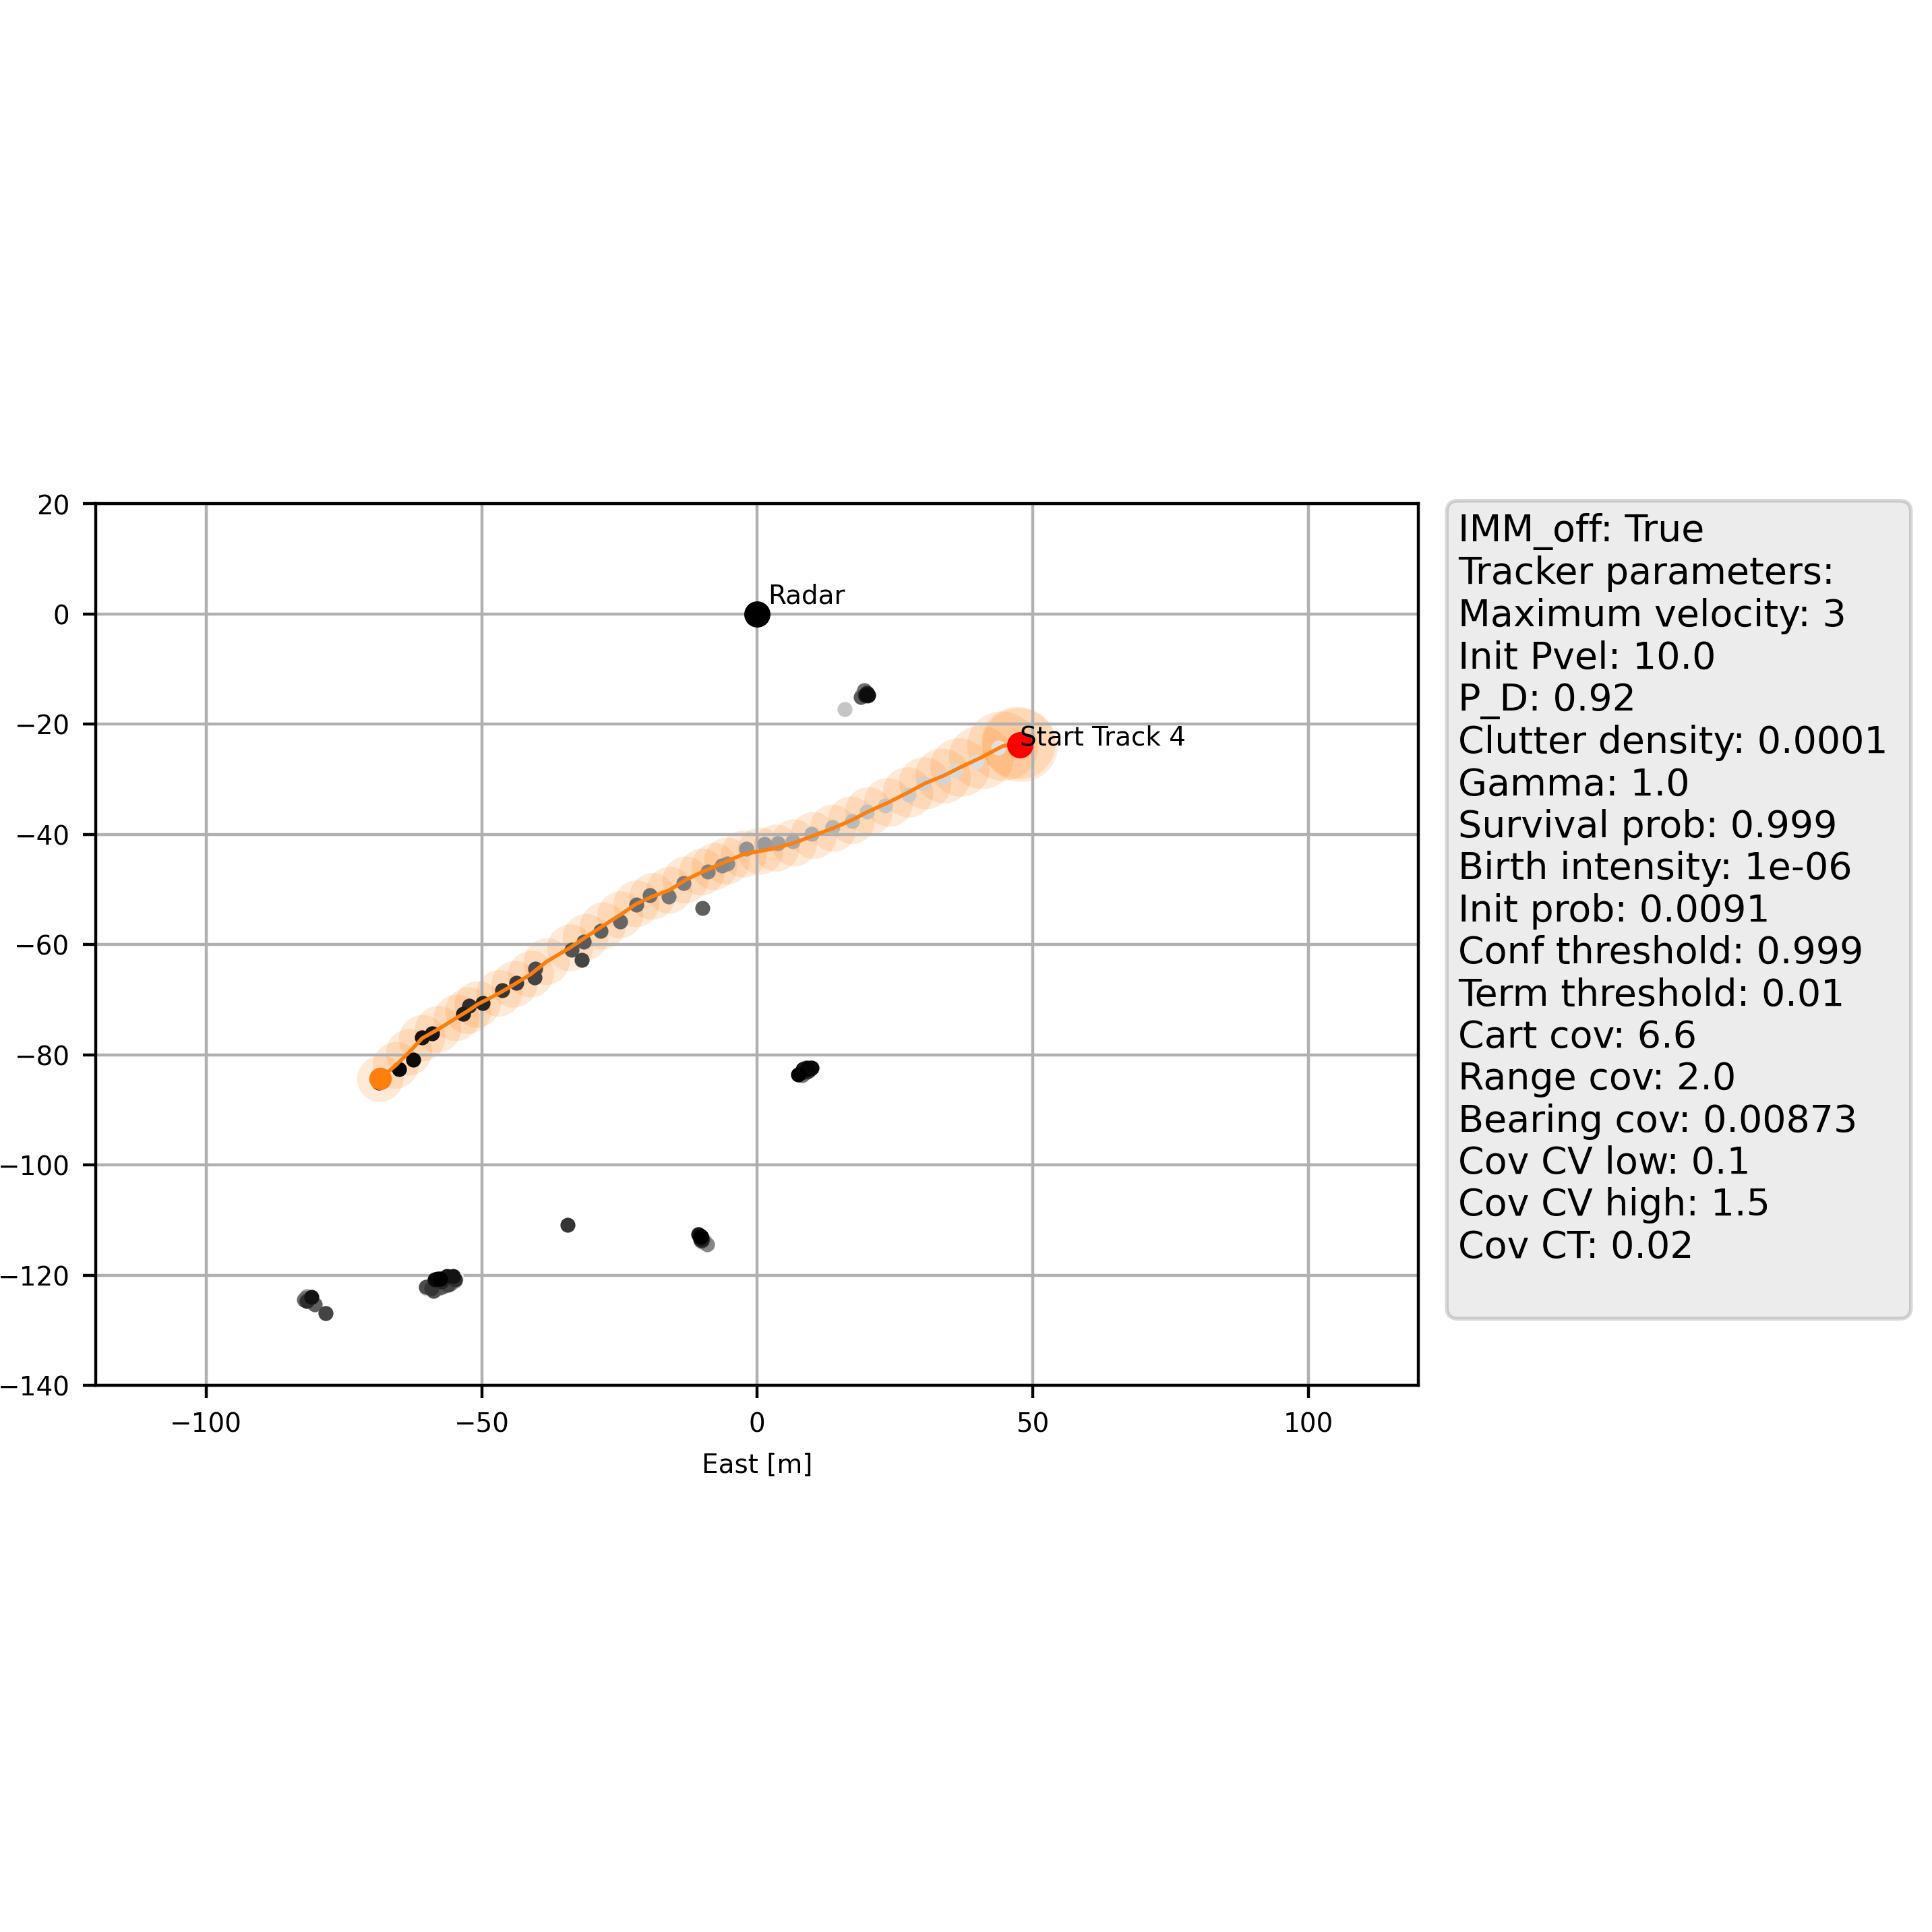 20
0
−20
−40
−60
−80
−100
−120
−140
Radar
Start Track 4
−100
−50
0
50
100
East [m]
IMM_off: True
Tracker parameters:
Maximum velocity: 3
Init Pvel: 10.0
P_D: 0.92
Clutter density: 0.0001
Gamma: 1.0
Survival prob: 0.999
Birth intensity: 1e-06
Init prob: 0.0091
Conf threshold: 0.999
Term threshold: 0.01
Cart cov: 6.6
Range cov: 2.0
Bearing cov: 0.00873
Cov CV low: 0.1
Cov CV high: 1.5
Cov CT: 0.02